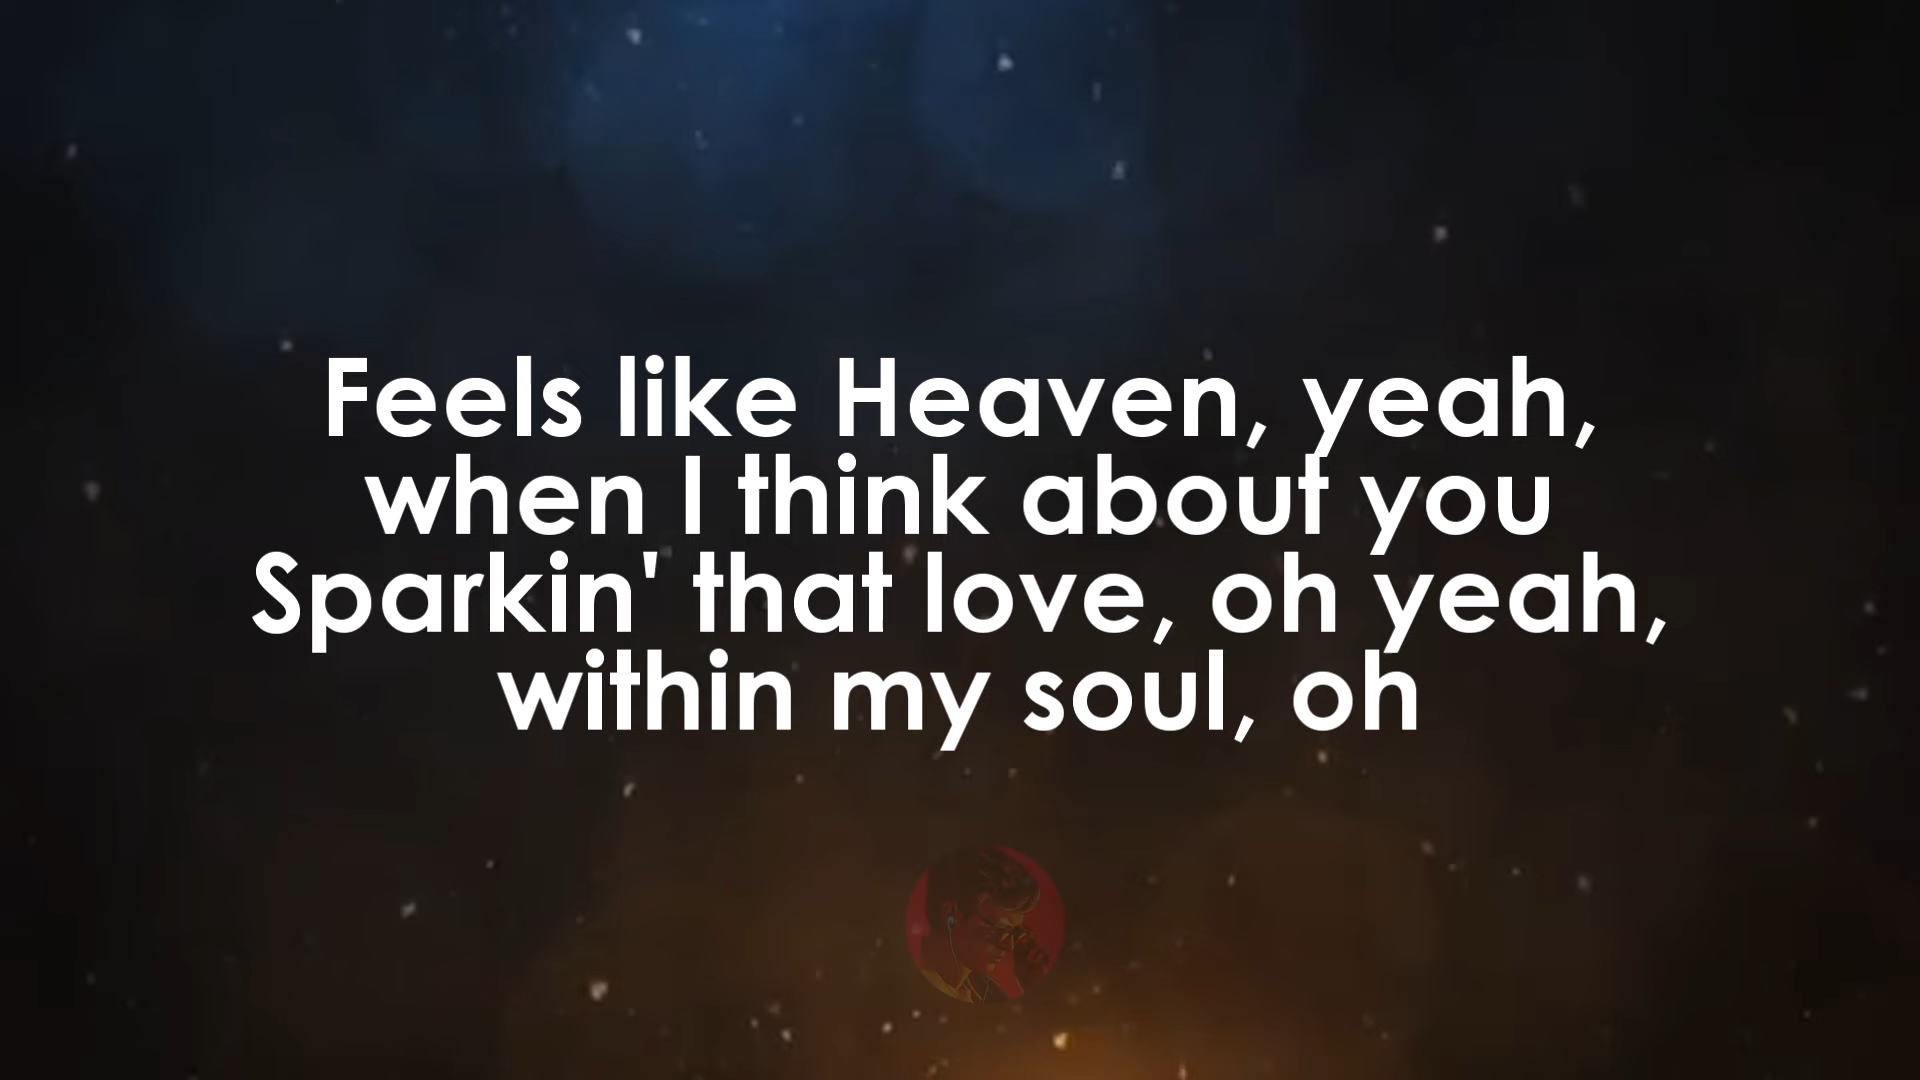 Feels like Heaven, yeah,
when I think about you
Sparkin' that love, oh yeah,
within my soul, oh